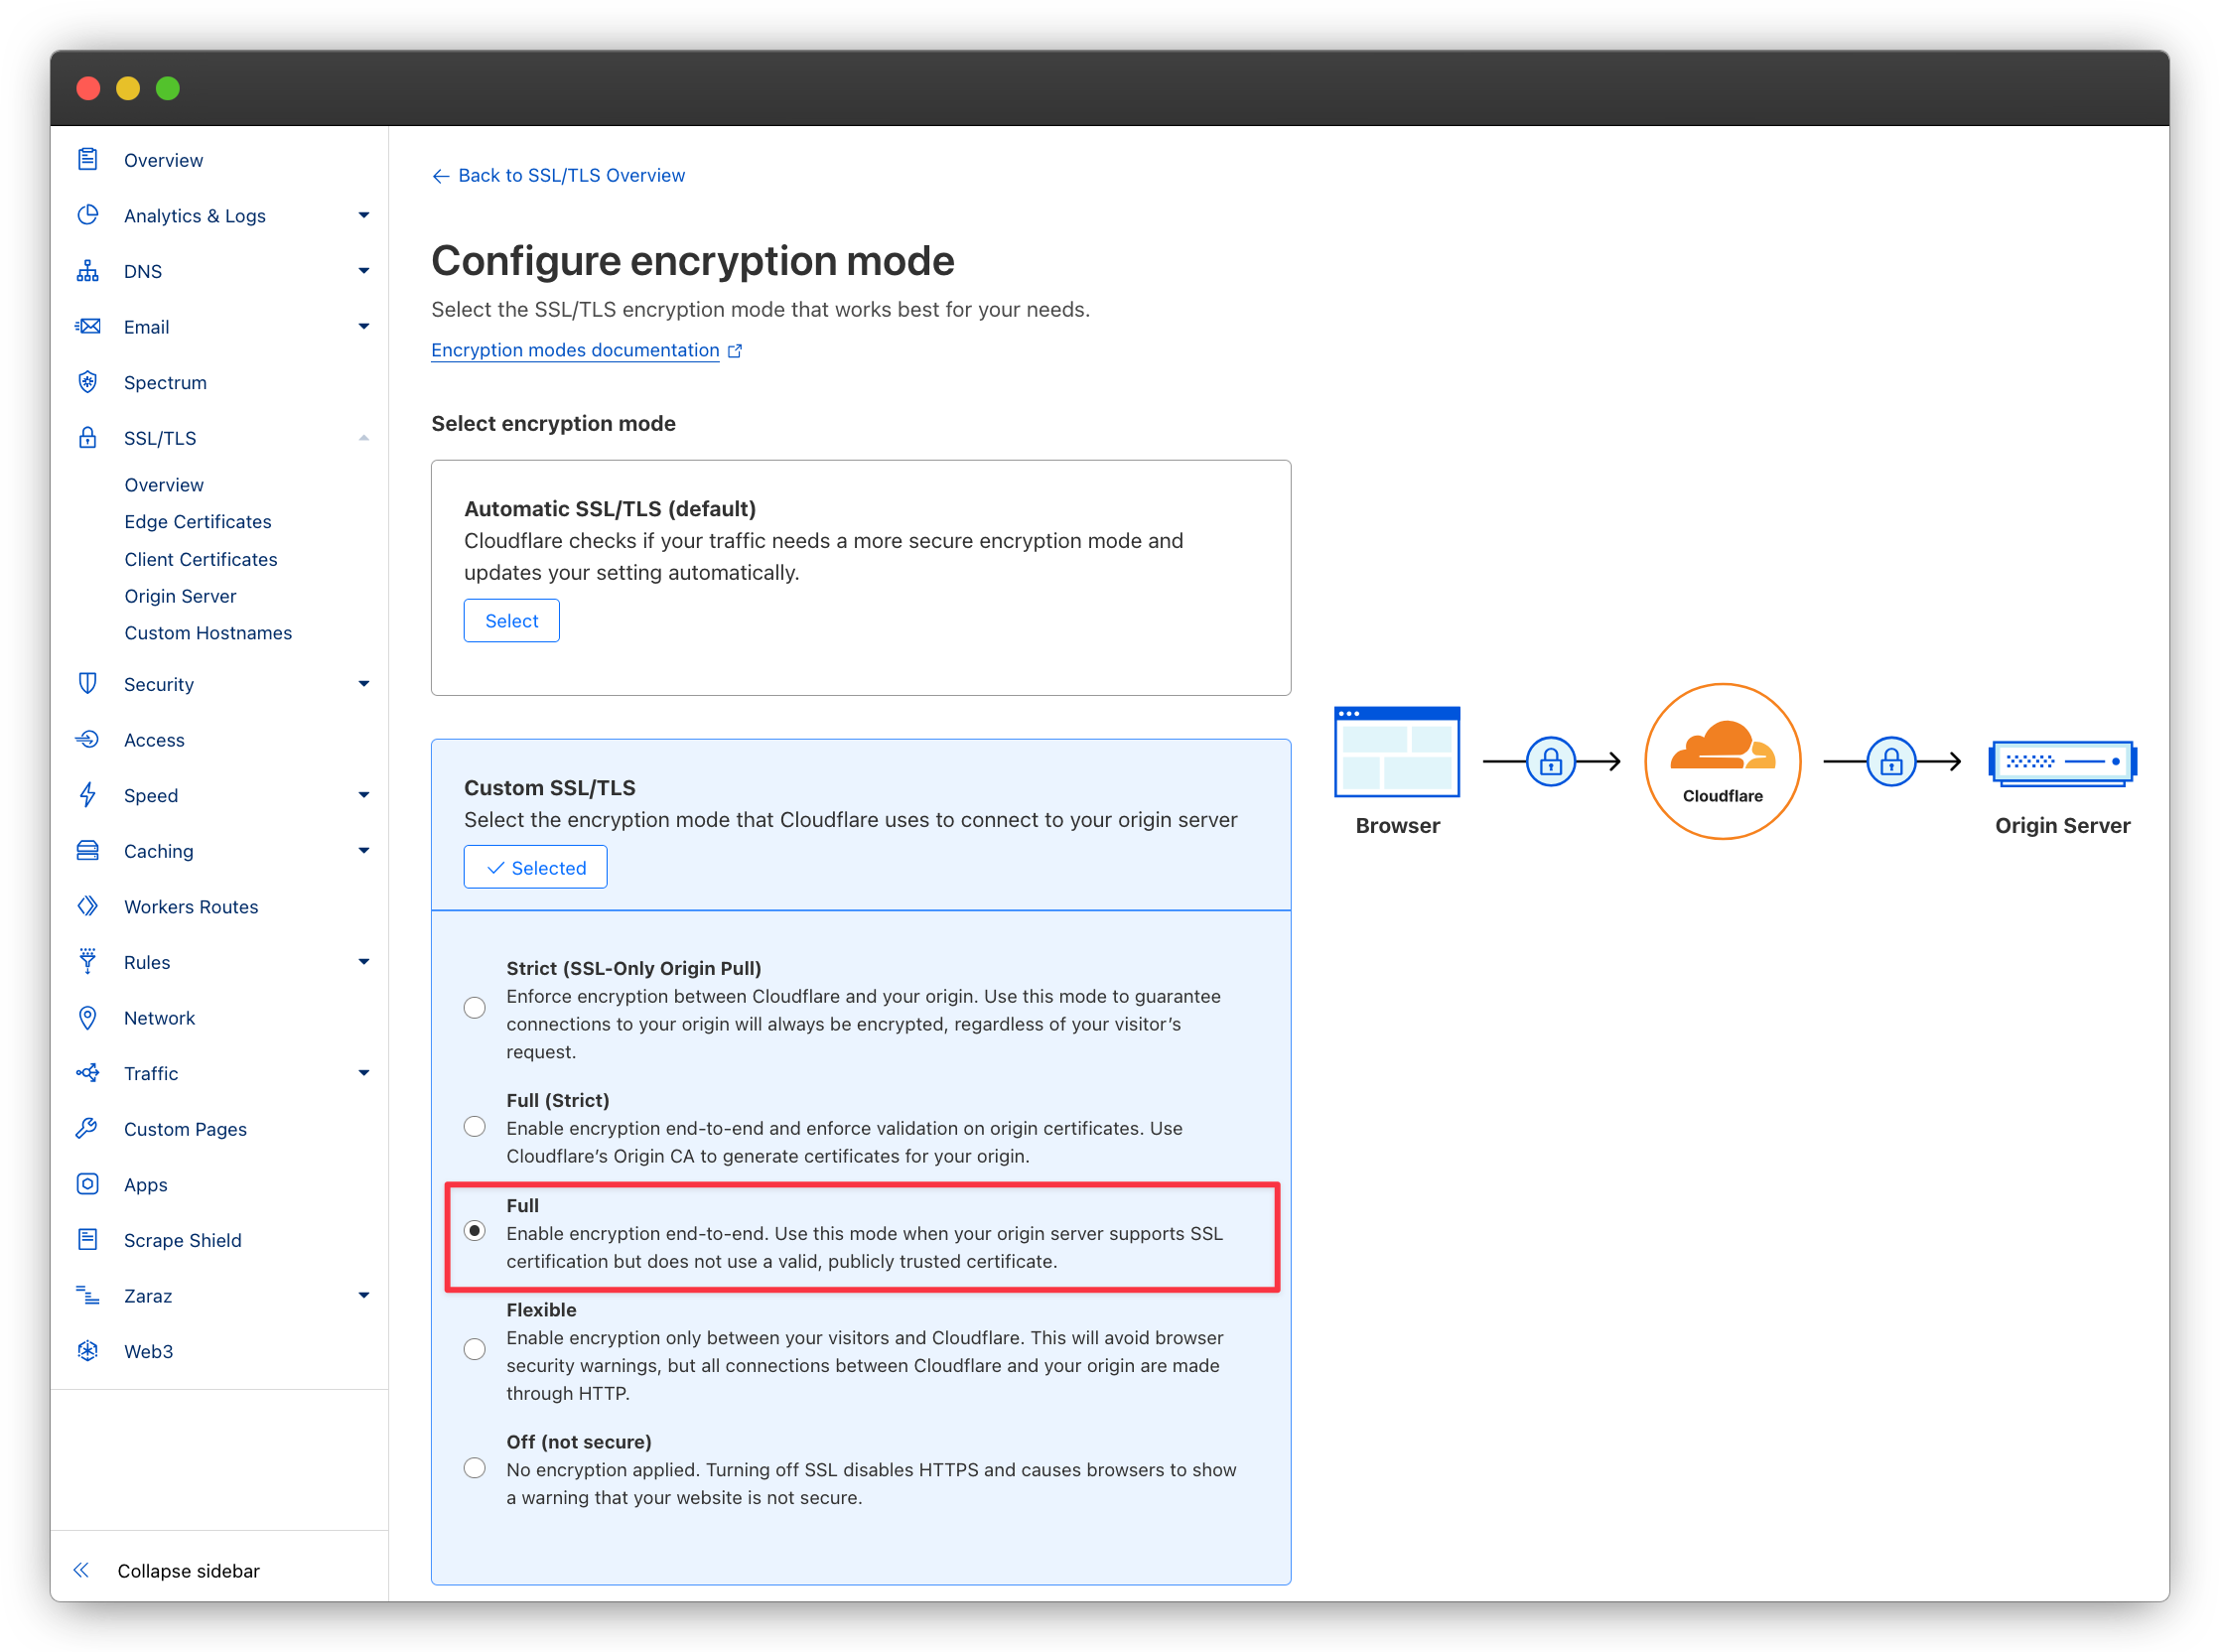 Overview
Analytics & Logs
DNS
Email
Spectrum
SSL/TLS
Overview
Edge Certificates
Client Certificates
Origin Server
Custom Hostnames
Security
Access
Speed
Caching
Workers Routes
Rules
Network
Traffic
Custom Pages
Apps
Scrape Shield
Zaraz
Web3
Collapse sidebar
Back to SSL/TLS Overview
Configure encryption mode
Select the SSL/TLS encryption mode that works best for your needs.
Encryption modes documentation
Select encryption mode
Automatic SSL/TLS (default)
Cloudflare checks if your traffic needs a more secure encryption mode and
updates your setting automatically.
Select
Custom SSL/TLS
Select the encryption mode that Cloudflare uses to connect to your origin server
Selected
Strict (SSL-Only Origin Pull)
Enforce encryption between Cloudflare and your origin. Use this mode to guarantee
connections to your origin will always be encrypted, regardless of your visitor’s
request.
Full (Strict)
Enable encryption end-to-end and enforce validation on origin certificates. Use
Cloudflare’s Origin CA to generate certificates for your origin.
Full
Enable encryption end-to-end. Use this mode when your origin server supports SSL
certification but does not use a valid, publicly trusted certificate.
Flexible
Enable encryption only between your visitors and Cloudflare. This will avoid browser
security warnings, but all connections between Cloudflare and your origin are made
through HTTP.
Off (not secure)
No encryption applied. Turning off SSL disables HTTPS and causes browsers to show
a warning that your website is not secure.
Browser
Cloudflare
Origin Server